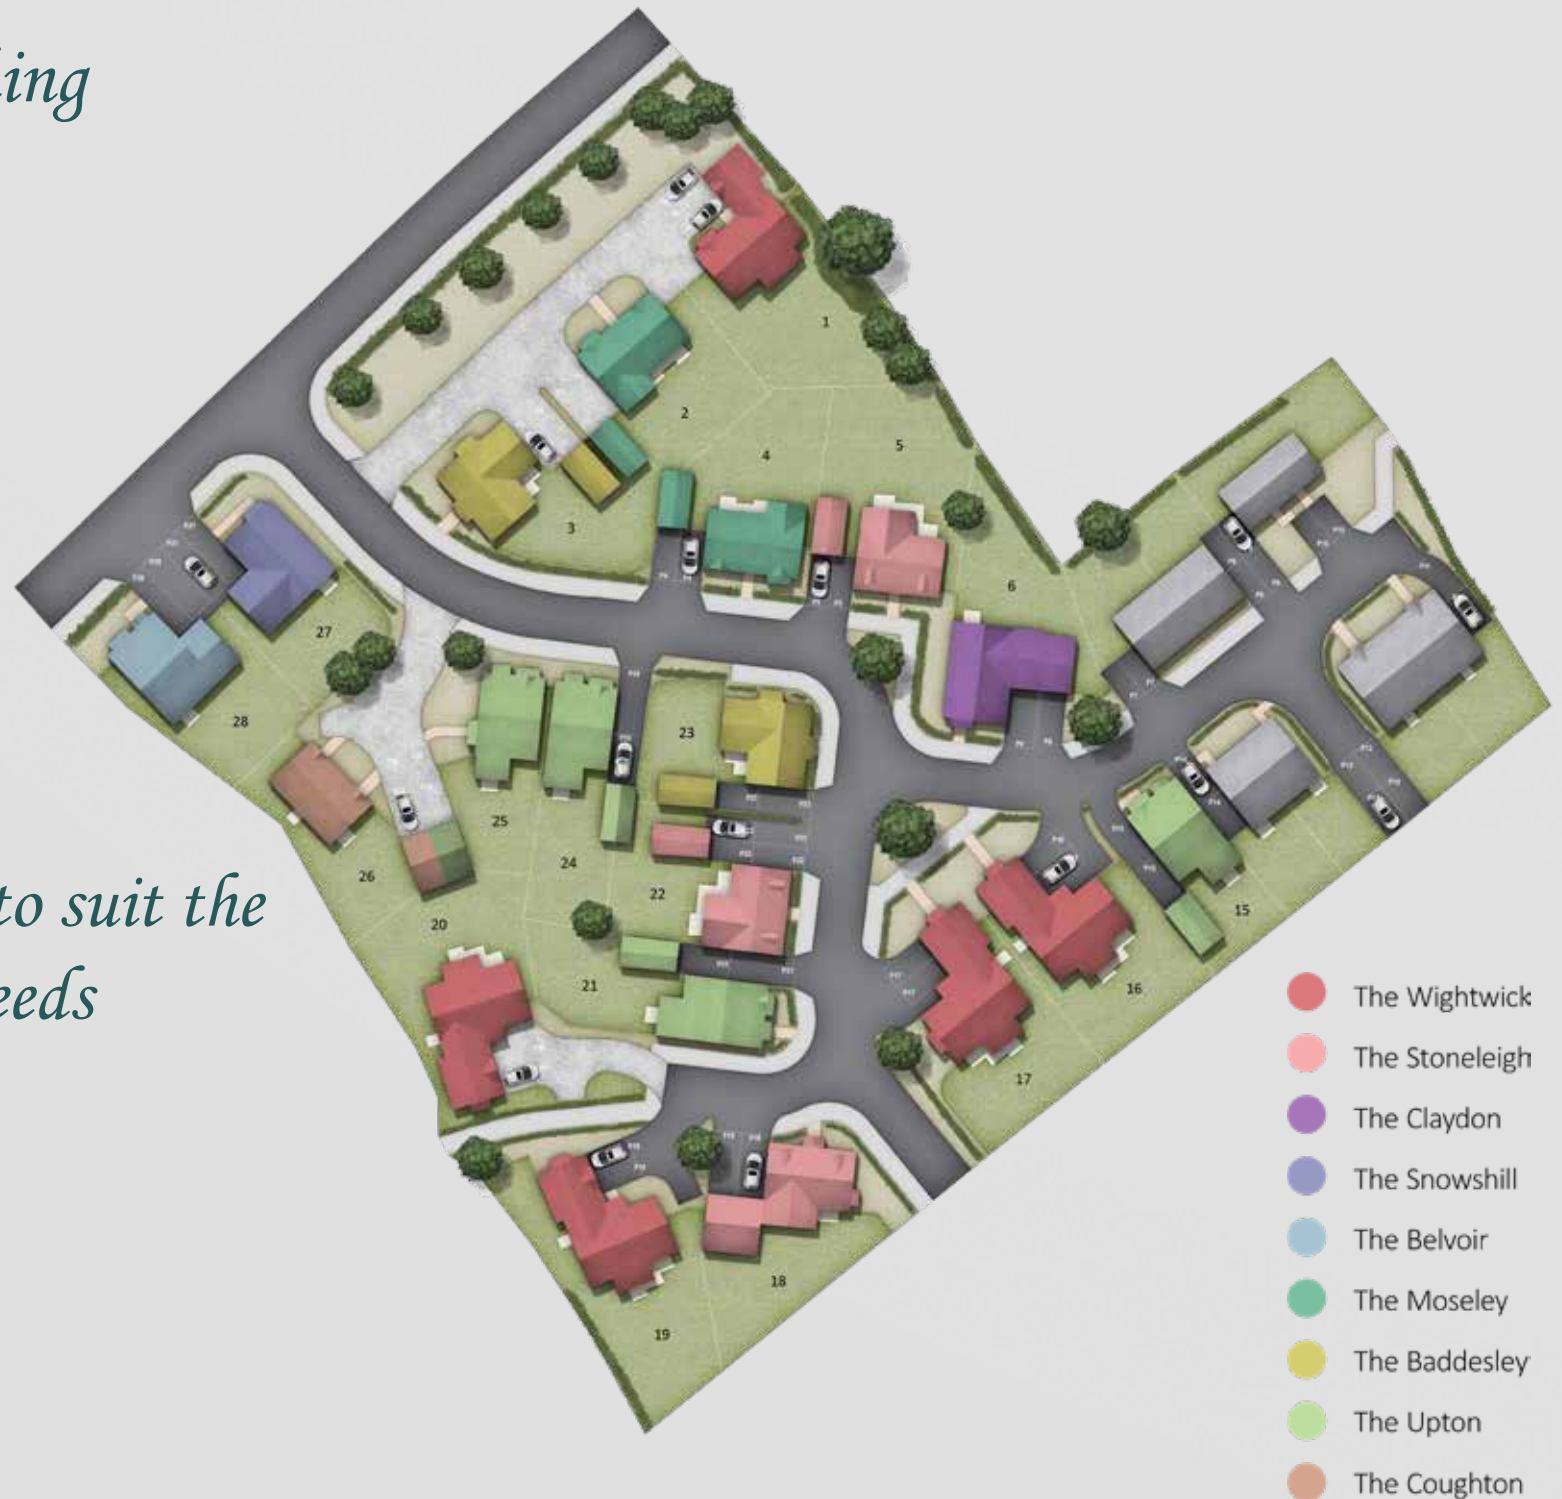 ing
to suit the
eeds
1
2
4
5
3
6
27
28
23
25
24
26
22
20
21
15
16
17
18
19
The Wightwick
The Stoneleigh
The Claydon
The Snowshill
The Belvoir
The Moseley
The Baddesley
The Upton
The Coughton